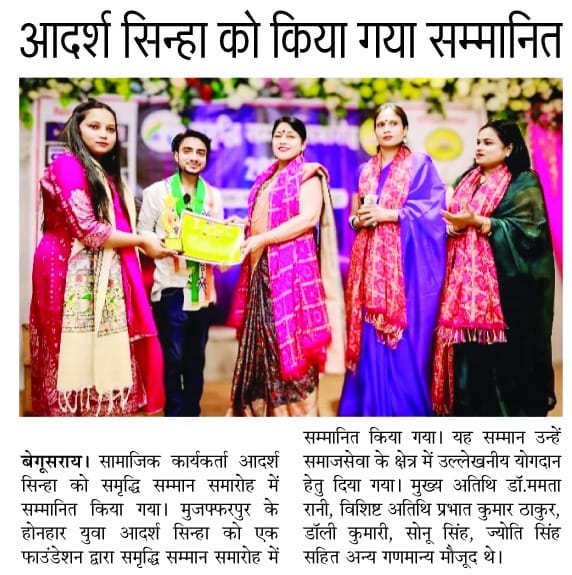 आदर्श सिन्हा को किया गया सम्मानित
बेगूसराय। सामाजिक कार्यकर्ता आदर्श
सिन्हा को समृद्धि सम्मान समारोह में
सम्मानित किया गया। मुजफ्फरपुर के
होनहार युवा आदर्श सिन्हा को एक
फाउंडेशन द्वारा समृद्धि सम्मान समारोह में
सम्मानित किया गया। यह सम्मान उन्हें
समाजसेवा के क्षेत्र में उल्लेखनीय योगदान
हेतु दिया गया। मुख्य अतिथि डॉ.ममता
रानी, विशिष्ट अतिथि प्रभात कुमार ठाकुर,
डॉली कुमारी, सोनू सिंह, ज्योति सिंह
सहित अन्य गणमान्य मौजूद थे।